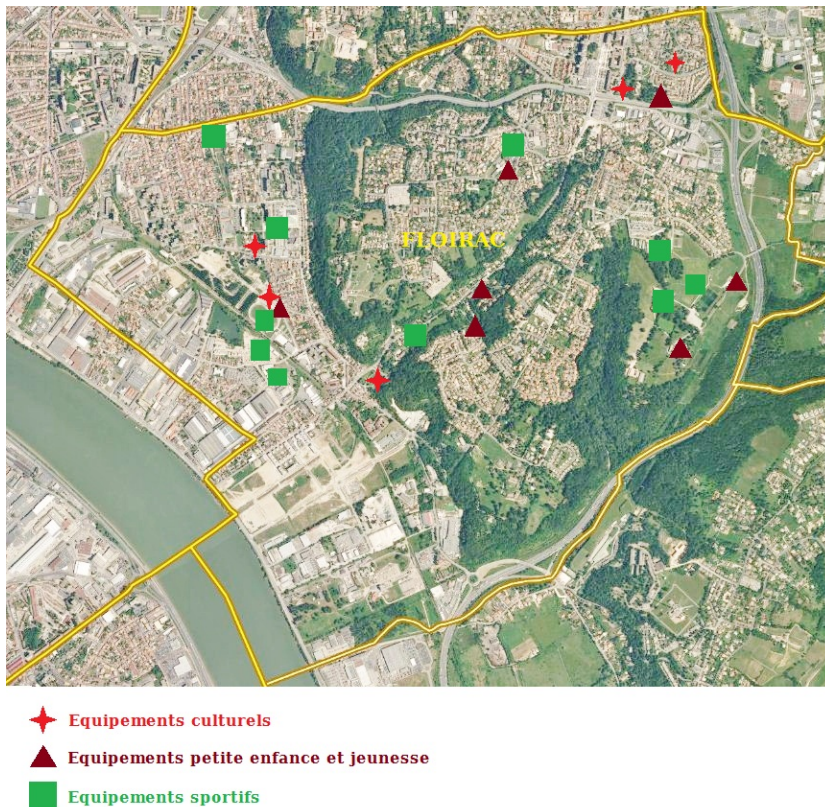 FLOIRAC
Equipements culturels
Equipements petite enfance et jeunesse
Equipements sportifs